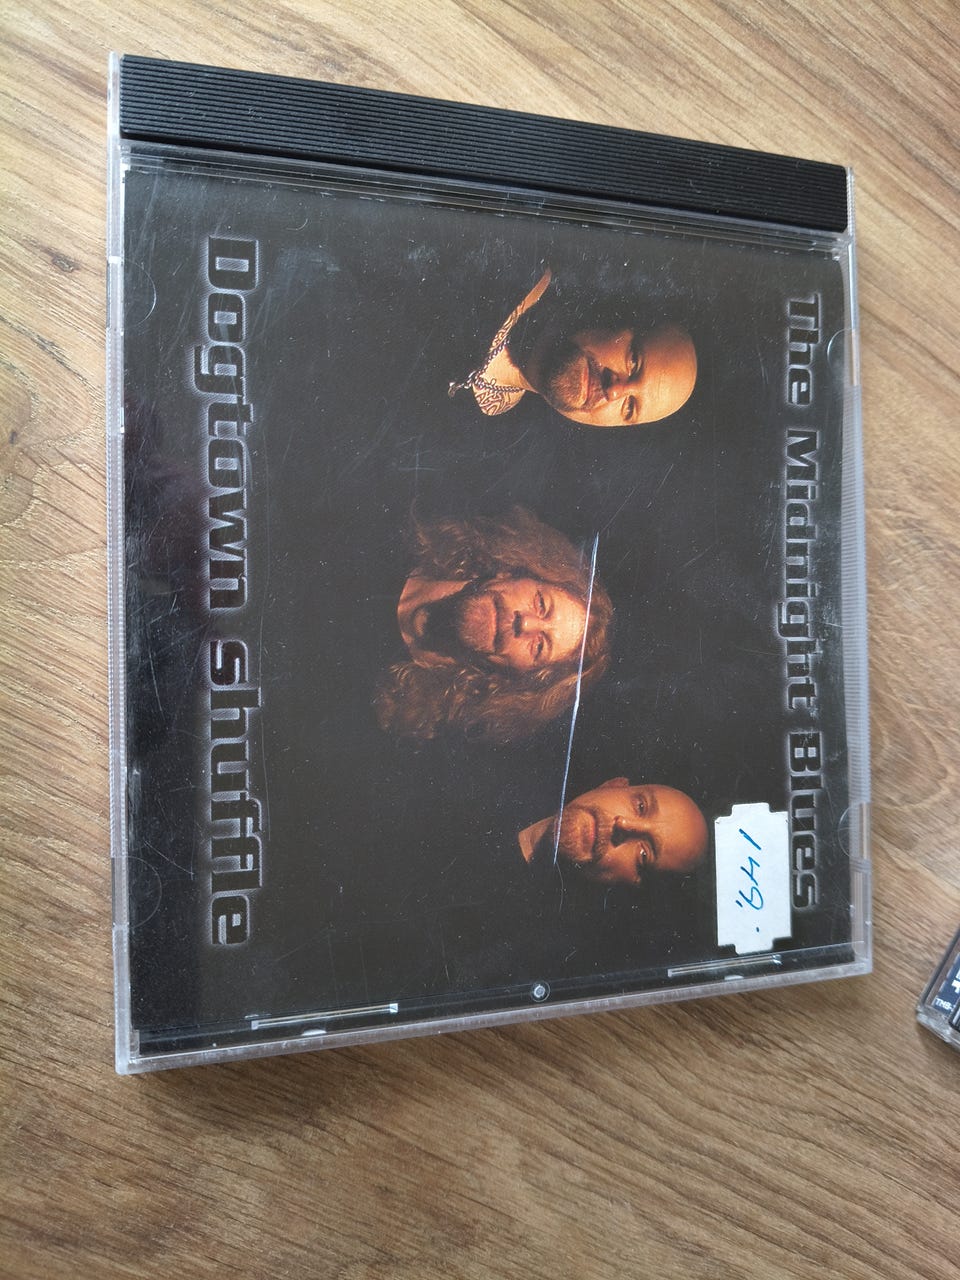 The Midnight Blues
149.
Dogtown shuffle